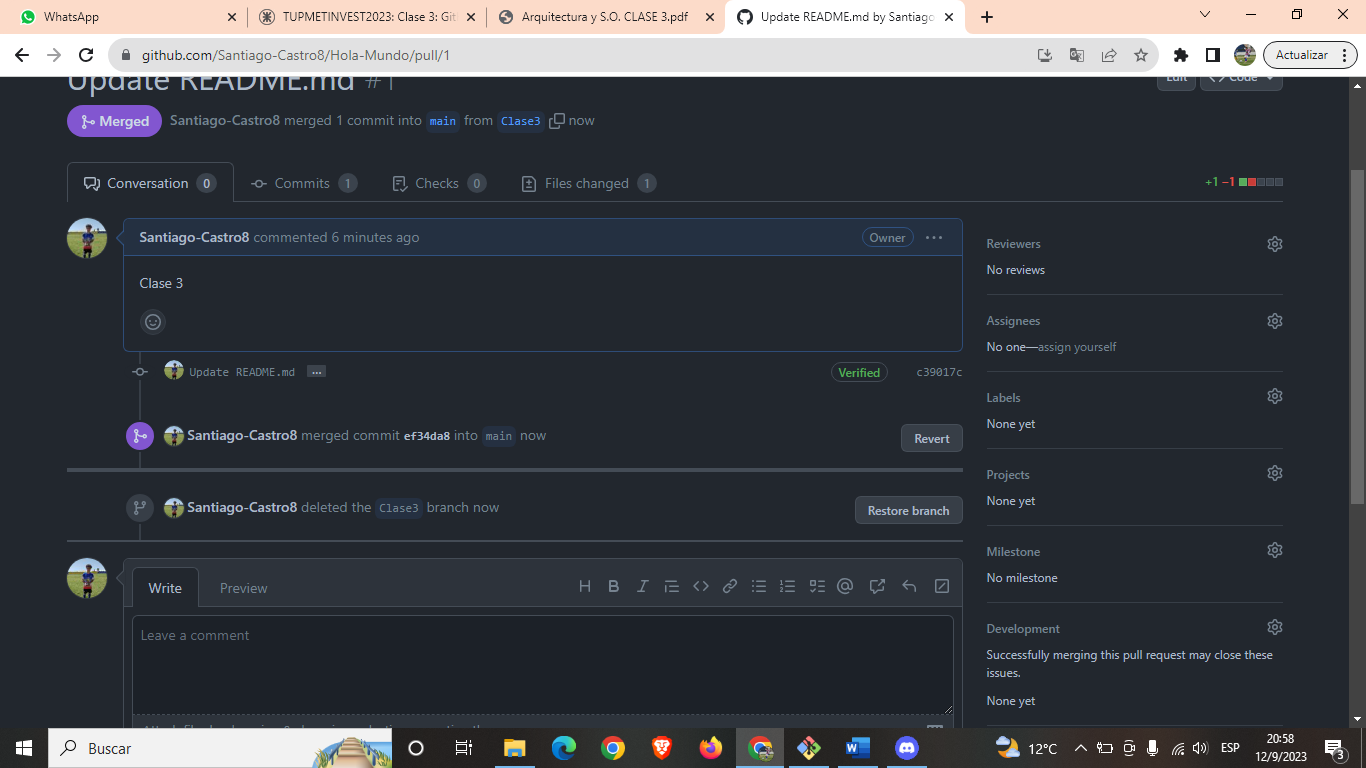 WhatsApp
TUPMETINVEST2023: Clase 3: Git
Arquitectura y S.O. CLASE 3.pdf
Update README.md by Santiago
github.com/Santiago-Castro8/Hola-Mundo/pull/1
Actualizar
Update README.md #1
Edit
Code
Merged
Santiago-Castro8 merged 1 commit into main from Clase3 now
Conversation 0
Commits 1
Checks 0
Files changed 1
+1 −1
Santiago-Castro8 commented 6 minutes ago
Owner
Clase 3
Update README.md ...
Verified
c39017c
Santiago-Castro8 merged commit ef34da8 into main now
Revert
Santiago-Castro8 deleted the Clase3 branch now
Restore branch
Write
Preview
Leave a comment
Reviewers
No reviews
Assignees
No one—assign yourself
Labels
None yet
Projects
None yet
Milestone
No milestone
Development
Successfully merging this pull request may close these
issues.
None yet
Buscar
12°C
ESP
20:58
12/9/2023
3